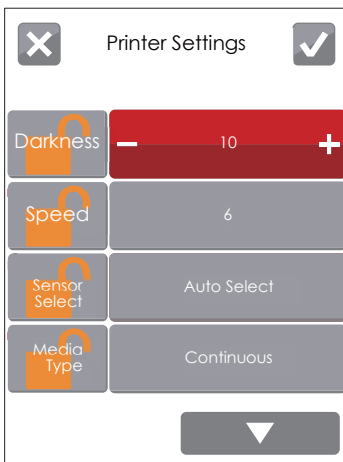 Printer Settings
Darkness
10
Speed
6
Sensor
Select
Auto Select
Media
Type
Continuous